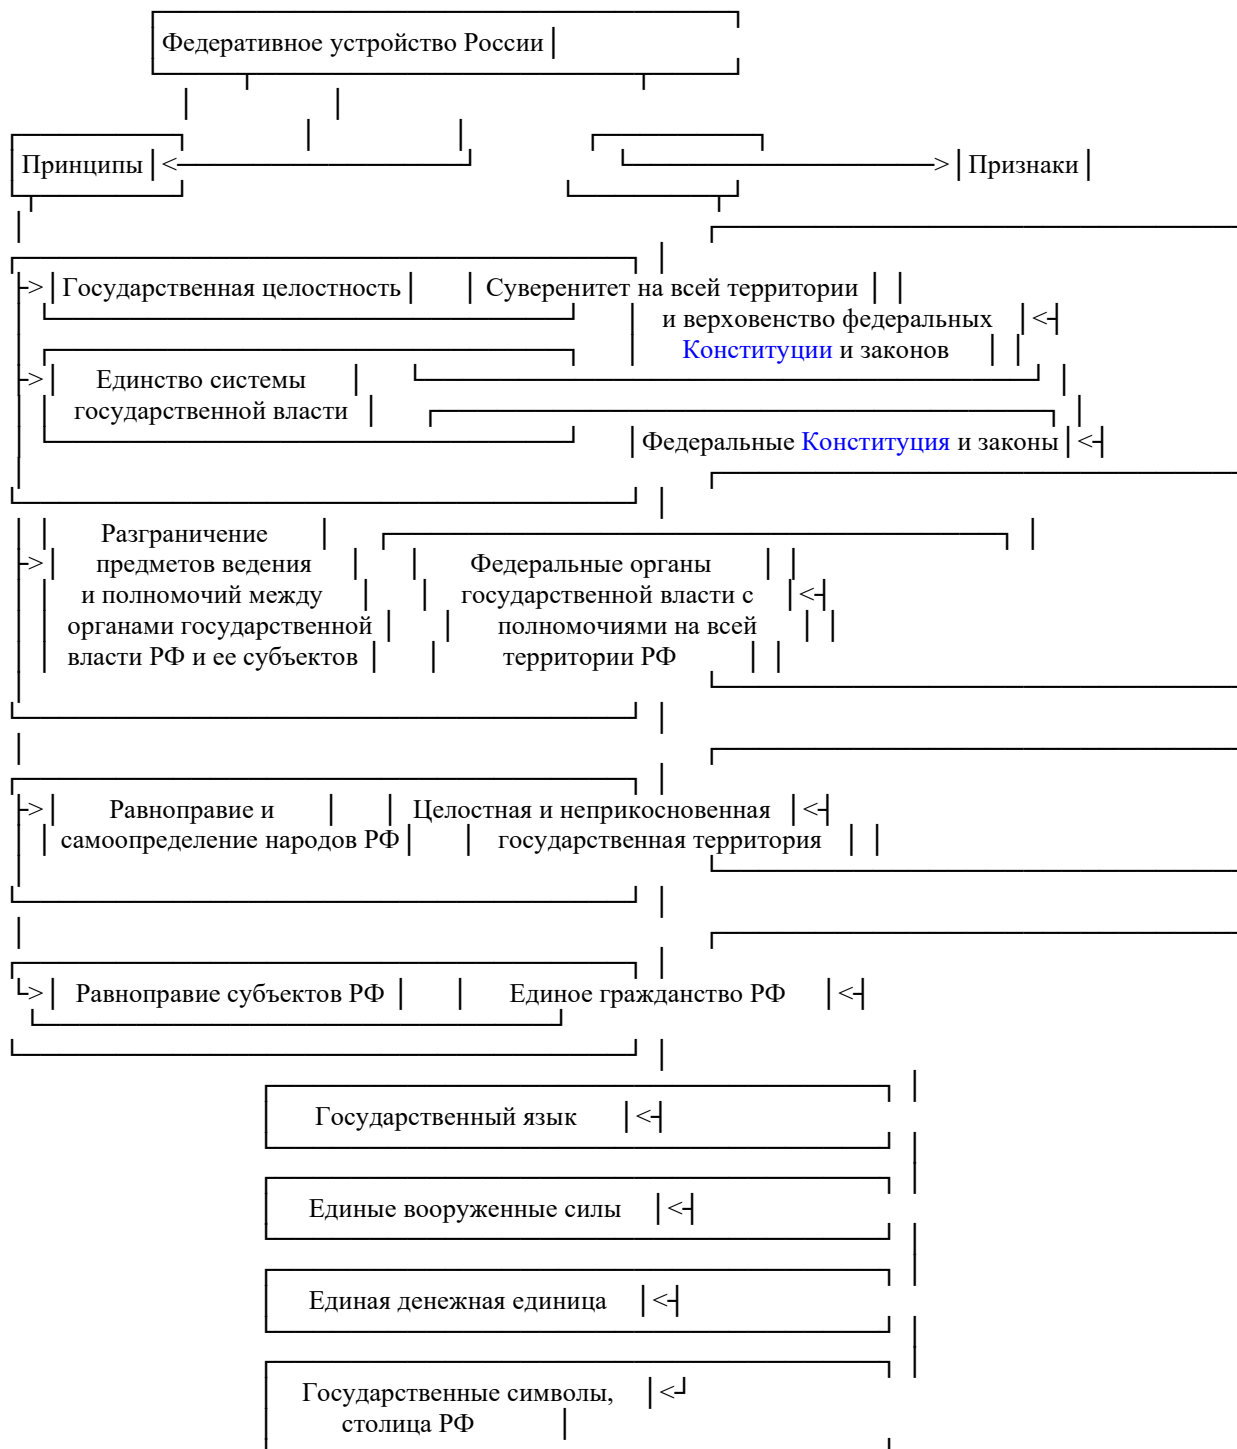 Федеративное устройство России
Принципы Признаки
Государственная целостность Суверенитет на всей территории
и верховенство федеральных
Конституции и законов
Единство системы
государственной власти
Федеральные Конституция и законы
Разграничение
предметов ведения Федеральные органы
и полномочий между государственной власти с
органами государственной полномочиями на всей
власти РФ и ее субъектов территории РФ
Равноправие и Целостная и неприкосновенная
самоопределение народов РФ государственная территория
Равноправие субъектов РФ Единое гражданство РФ
Государственный язык
Единые вооруженные силы
Единая денежная единица
Государственные символы,
столица РФ